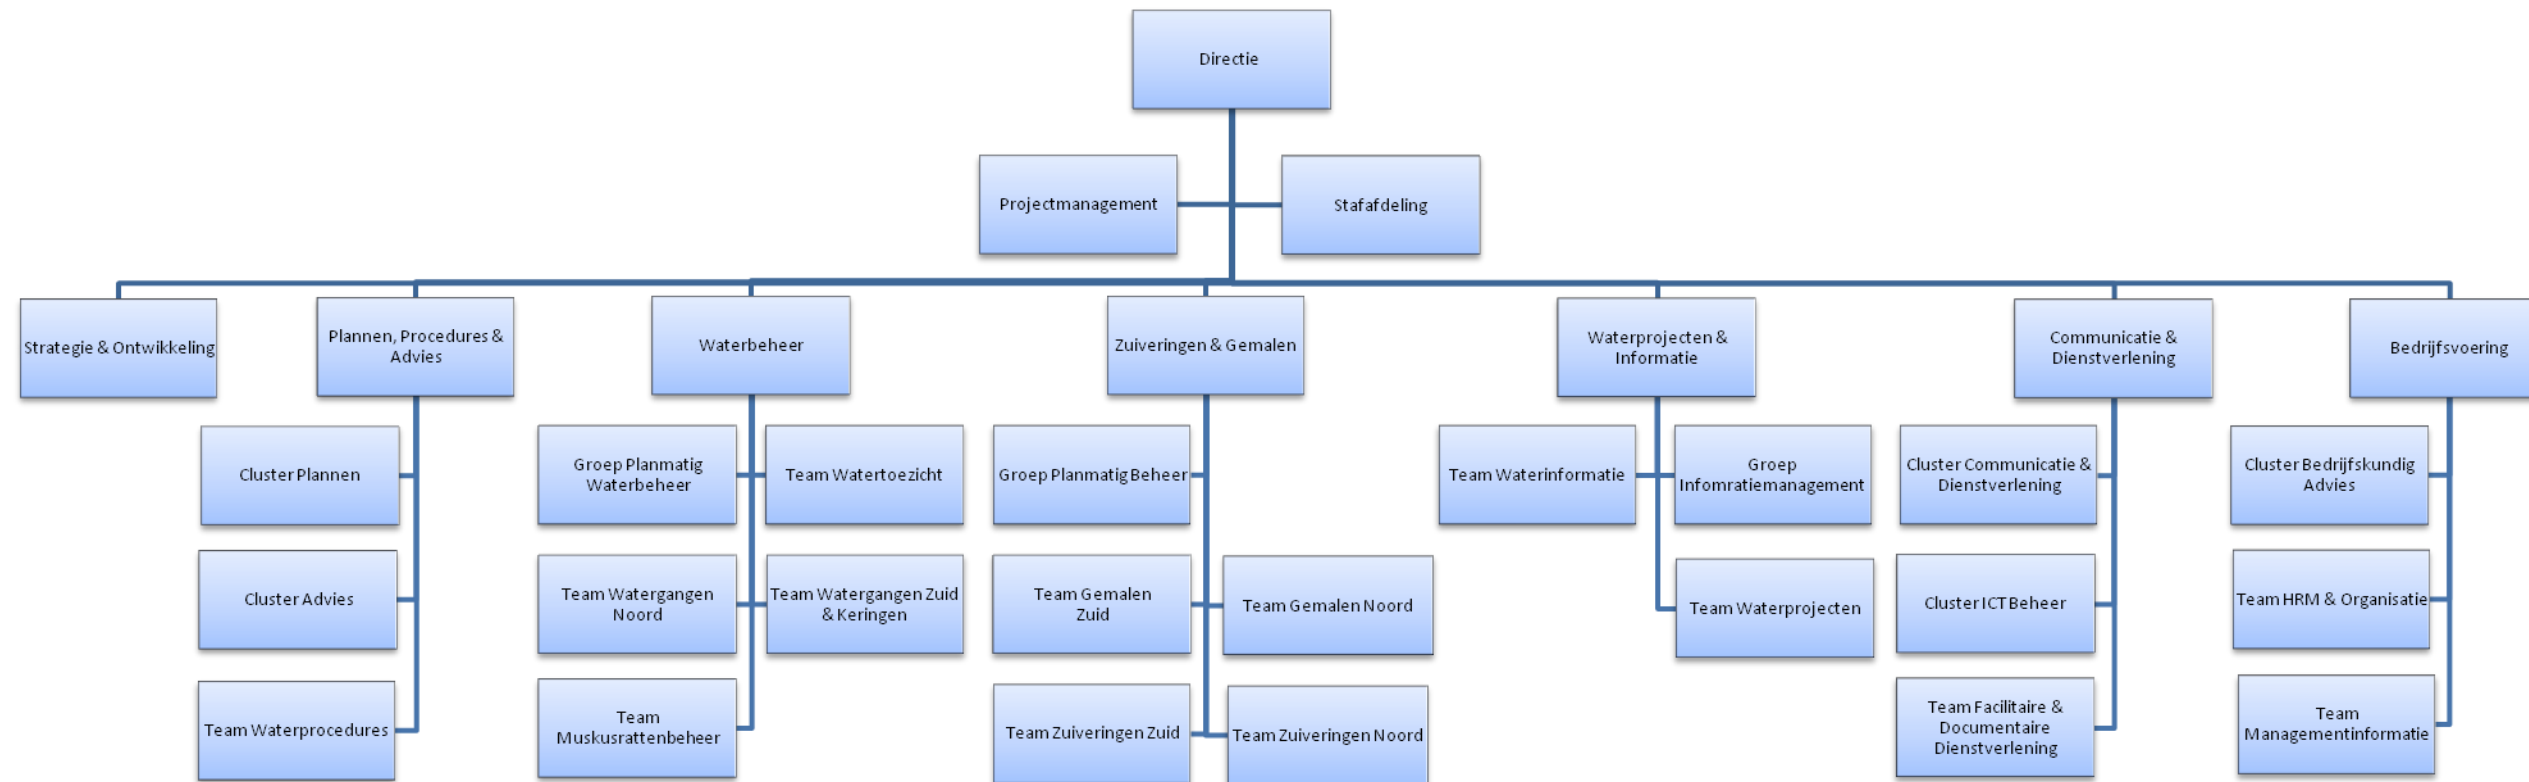 Directie
Projectmanagement
Stafafdeling
Strategie & Ontwikkeling
Plannen, Procedures &
Advies
Waterbeheer
Zuiveringen & Gemalen
Waterprojecten &
Informatie
Communicatie &
Dienstverlening
Bedrijfsvoering
Cluster Plannen
Groep Planmatig
Waterbeheer
Team Watertoezicht
Groep Planmatig Beheer
Team Waterinformatie
Groep
Infomratiemanagement
Cluster Communicatie &
Dienstverlening
Cluster Bedrijfskundig
Advies
Cluster Advies
Team Watergangen
Noord
Team Watergangen Zuid
& Keringen
Team Gemalen
Zuid
Team Gemalen Noord
Team Waterprojecten
Cluster ICT Beheer
Team HRM & Organisatie
Team Waterprocedures
Team
Muskusrattenbeheer
Team Zuiveringen Zuid
Team Zuiveringen Noord
Team Facilitaire &
Documentaire
Dienstverlening
Team
Managementinformatie